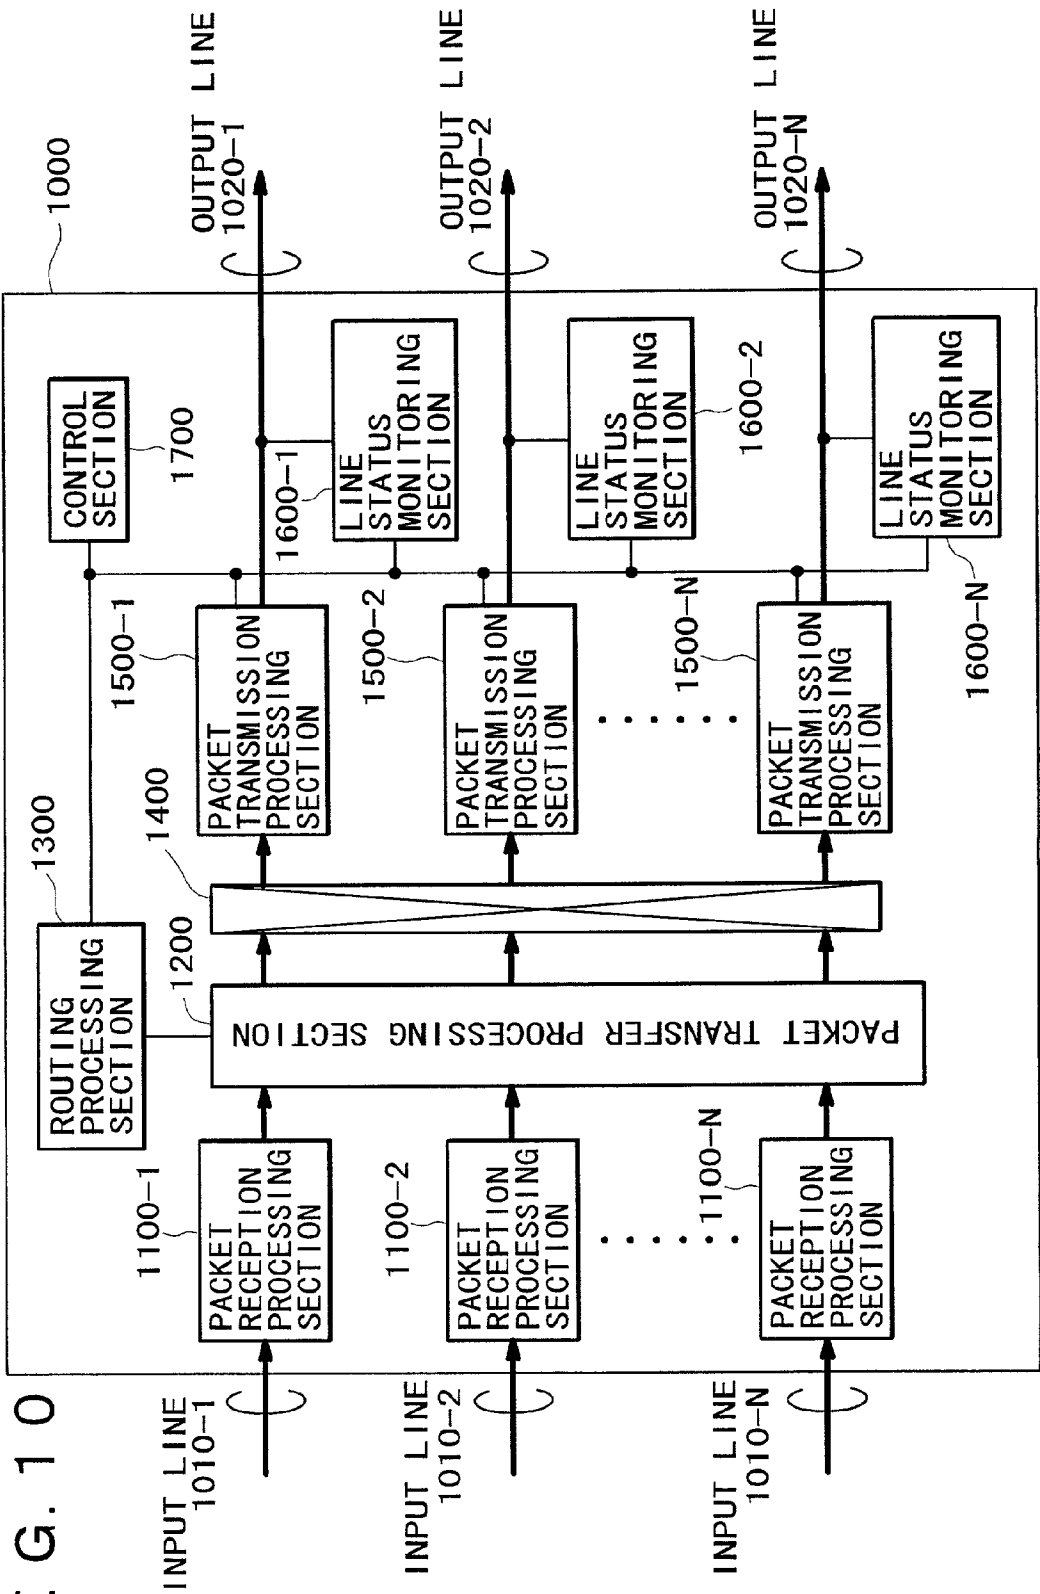 . G. 10
1000
INPUT LINE
1010-1
INPUT LINE
1010-2
INPUT LINE
1010-N
1100-1
PACKET
RECEPTION
PROCESSING
SECTION
1100-2
PACKET
RECEPTION
PROCESSING
SECTION
1100-N
PACKET
RECEPTION
PROCESSING
SECTION
1300
ROUTING
PROCESSING
SECTION
1200
PACKET TRANSFER PROCESSING SECTION
1400
1500-1
PACKET
TRANSMISSION
PROCESSING
SECTION
1500-2
PACKET
TRANSMISSION
PROCESSING
SECTION
1500-N
PACKET
TRANSMISSION
PROCESSING
SECTION
CONTROL
SECTION
1700
1600-1
LINE
STATUS
MONITORING
SECTION
LINE
STATUS
MONITORING
SECTION
1600-2
LINE
STATUS
MONITORING
SECTION
1600-N
OUTPUT LINE
1020-1
OUTPUT LINE
1020-2
OUTPUT LINE
1020-N